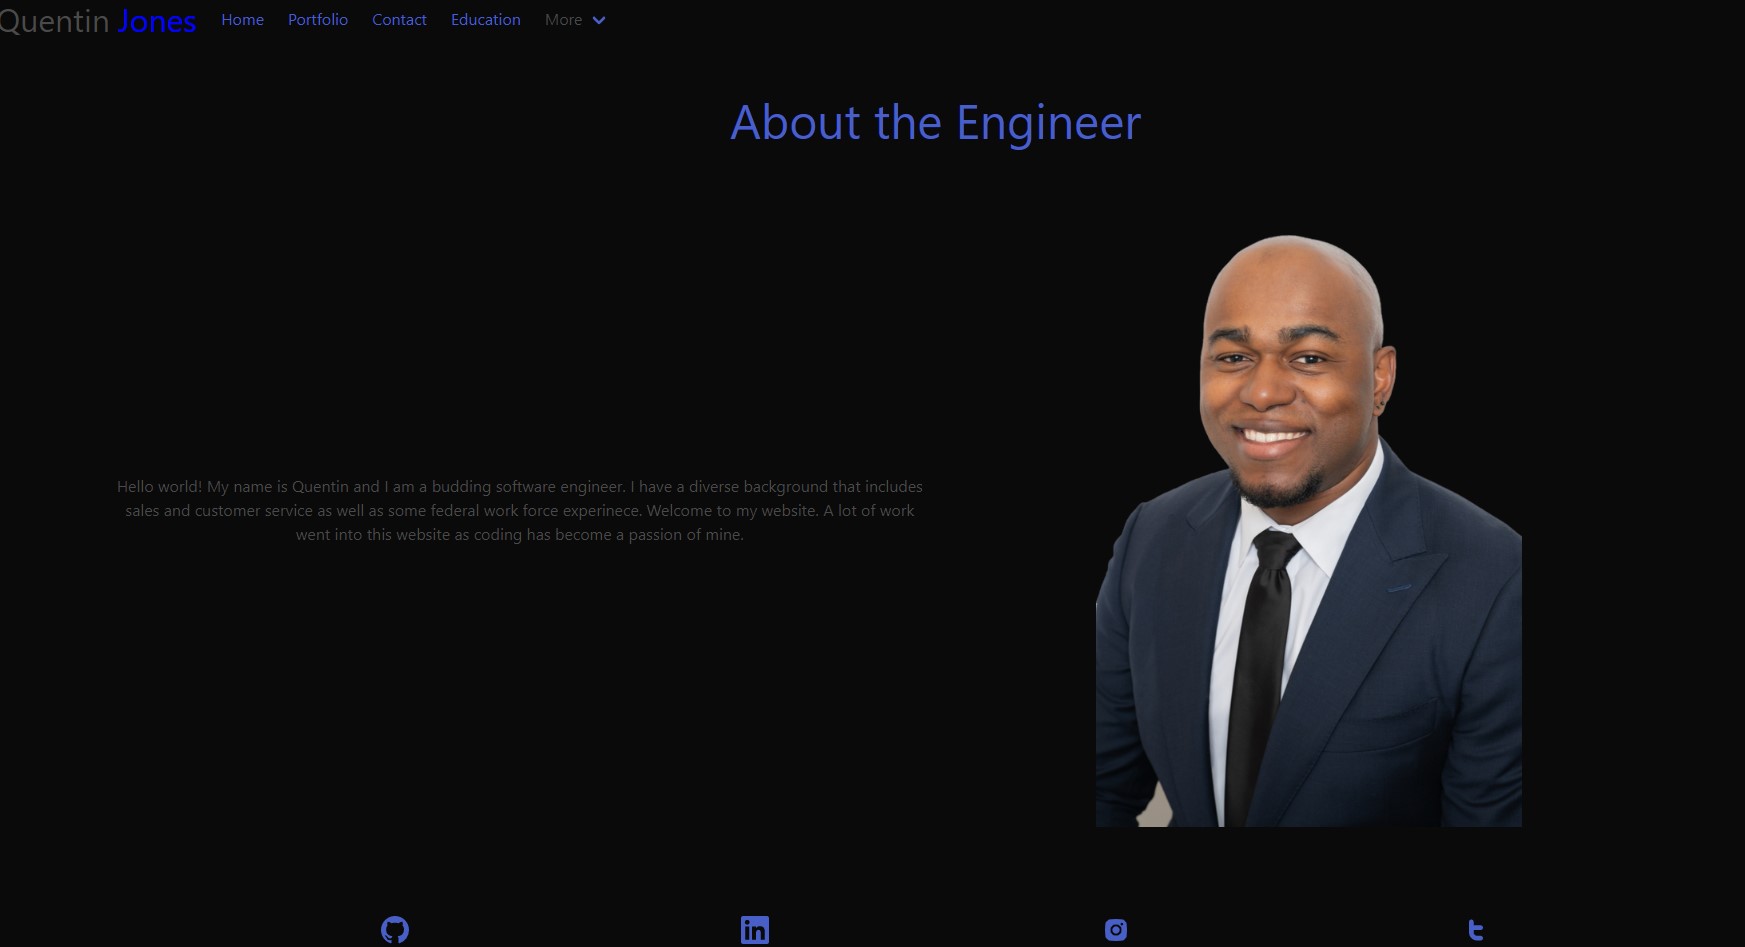 Quentin Jones Home Portfolio Contact Education More
About the Engineer
Hello world! My name is Quentin and I am a budding software engineer. I have a diverse background that includes
sales and customer service as well as some federal work force experinece. Welcome to my website. A lot of work
went into this website as coding has become a passion of mine.
in